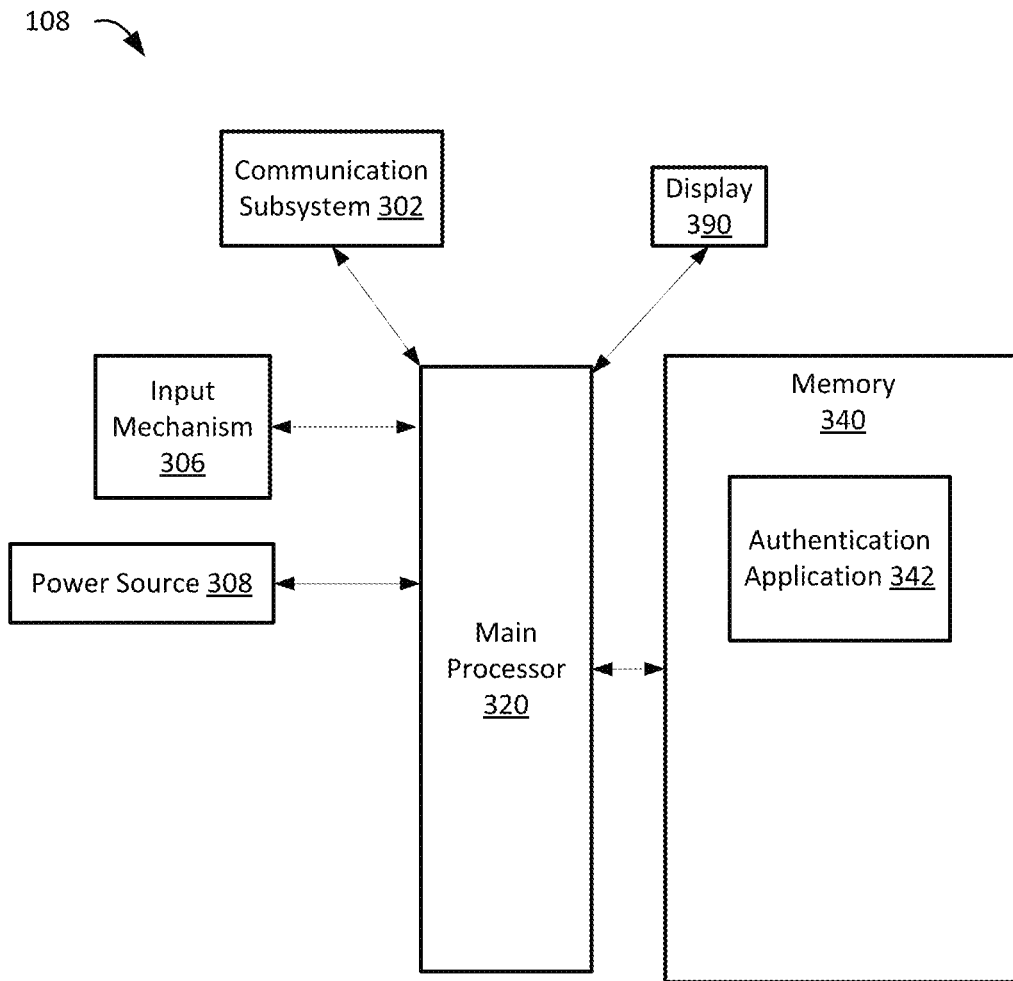 108
Communication
Subsystem 302
Display
390
Input
Mechanism
306
Memory
340
Power Source 308
Authentication
Application 342
Main
Processor
320